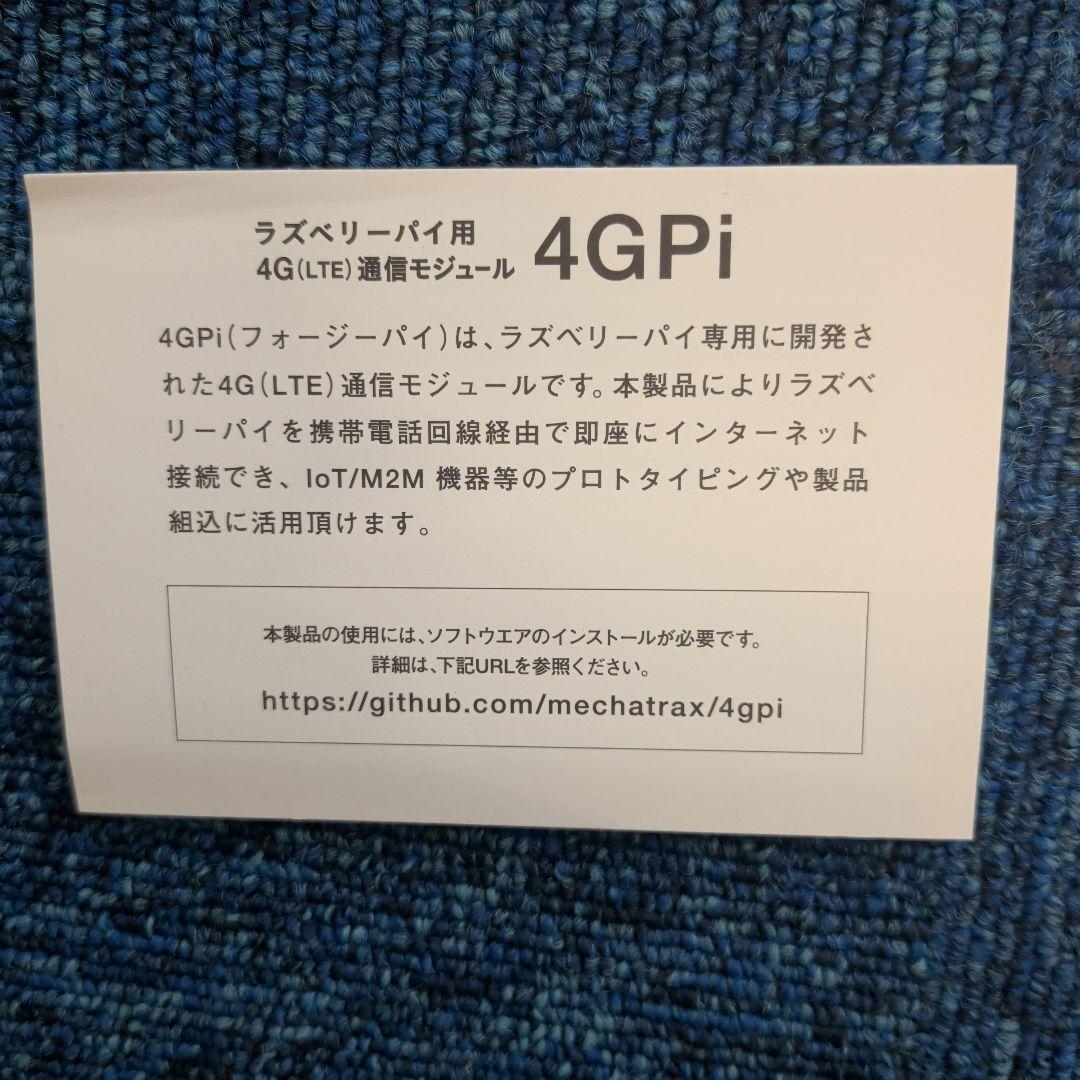 ラズベリーパイ用
4G(LTE)通信モジュール 4GPi
4GPi(フォージーパイ)は、ラズベリーパイ専用に開発さ
れた4G(LTE)通信モジュールです。本製品によりラズベ
リーパイを携帯電話回線経由で即座にインターネット
接続でき、IoT/M2M 機器等のプロトタイピングや製品
組込に活用頂けます。
本製品の使用には、ソフトウエアのインストールが必要です。
詳細は、下記URLを参照ください。
https://github.com/mechatrax/4gpi